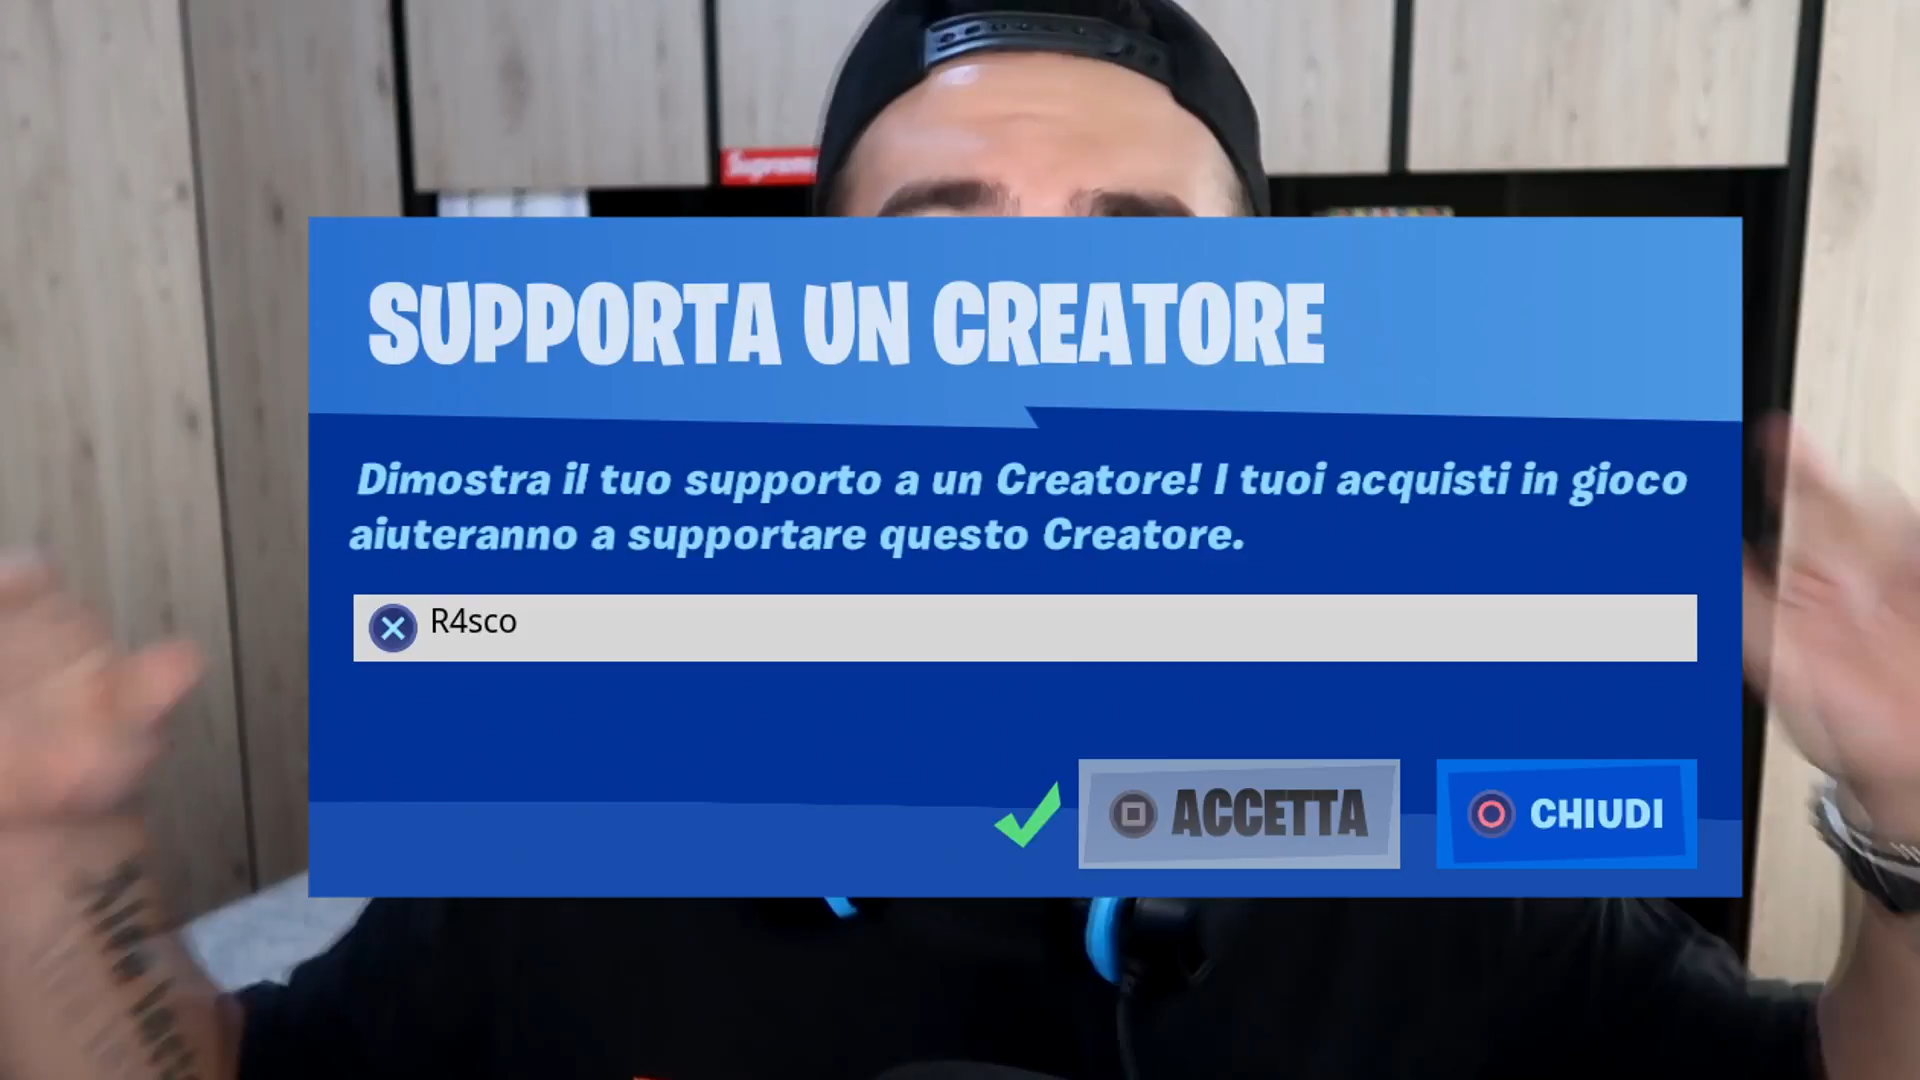 Suprem
SUPPORTA UN CREATORE
Dimostra il tuo supporto a un Creatore! I tuoi acquisti in gioco
aiuteranno a supportare questo Creatore.
R4sco
ACCETTA
CHIUDI